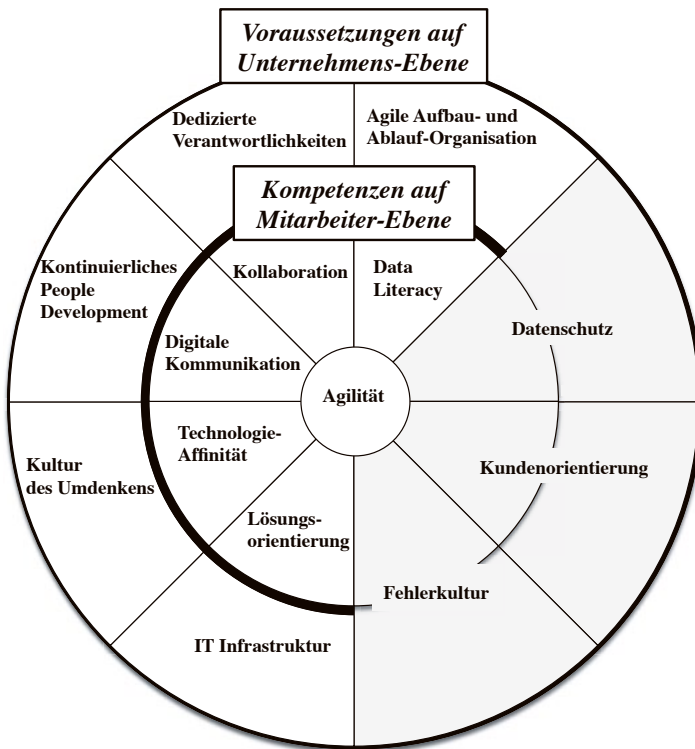 Voraussetzungen auf
Unternehmens-Ebene
Dedizierte
Verantwortlichkeiten
Agile Aufbau- und
Ablauf-Organisation
Kompetenzen auf
Mitarbeiter-Ebene
Kontinuierliches
People
Development
Kollaboration
Data
Literacy
Digitale
Kommunikation
Datenschutz
Agilität
Technologie-
Affinität
Kultur
des Umdenkens
Kundenorientierung
Lösungs-
orientierung
Fehlerkultur
IT Infrastruktur